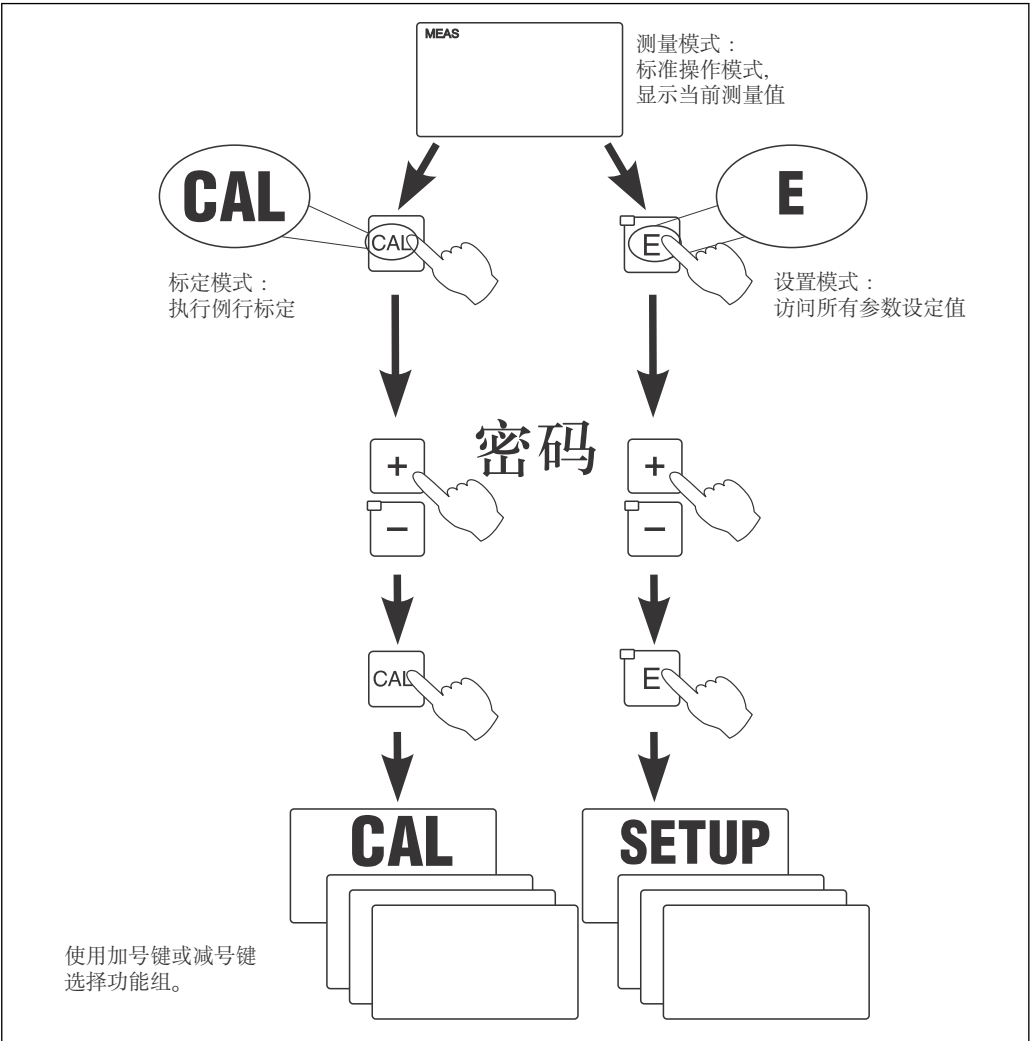 MEAS
测量模式：
标准操作模式,
显示当前测量值
CAL
E
CAL
E
标定模式：
执行例行标定
设置模式：
访问所有参数设定值
密码
+
+
−
−
CAL
E
CAL
SETUP
使用加号键或减号键
选择功能组。